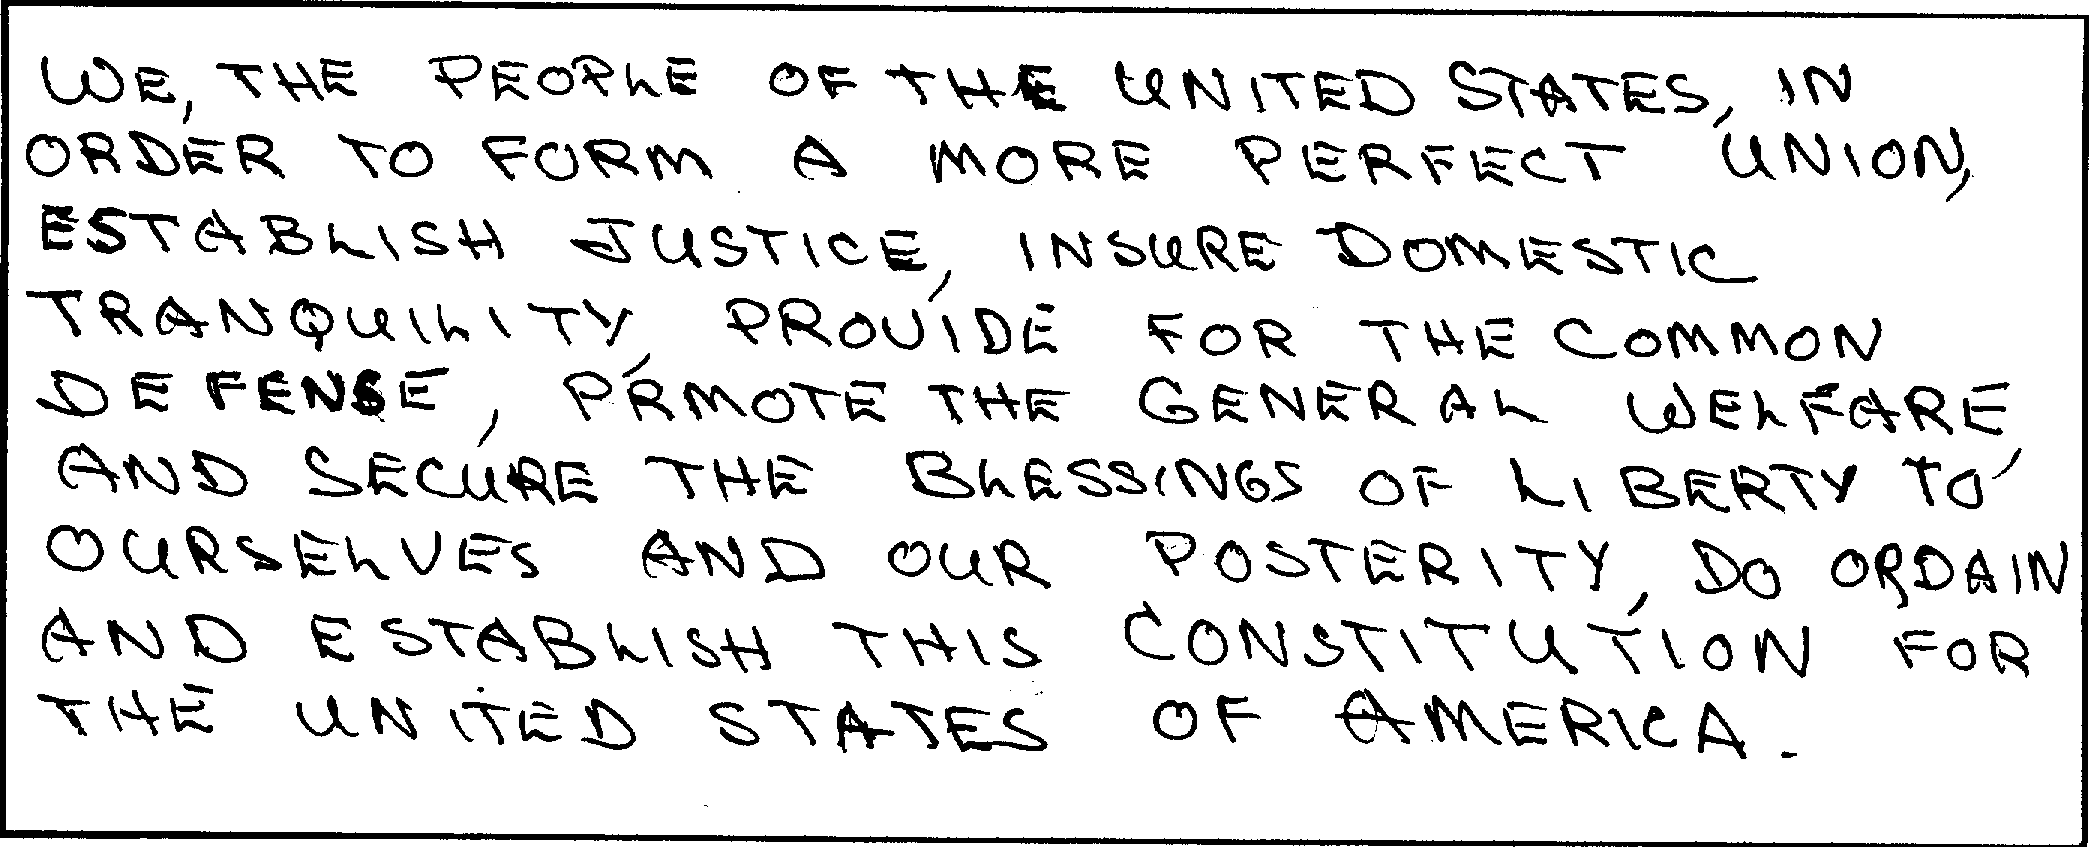 WE, THE PEOPLE OF THE UNITED STATES, IN
ORDER TO FORM A MORE PERFECT UNION,
ESTABLISH JUSTICE, INSURE DOMESTIC
TRANQUILITY, PROVIDE FOR THE COMMON
DEFENSE, PRMOTE THE GENERAL WELFARE,
AND SECURE THE BLESSINGS OF LIBERTY TO
OURSELVES AND OUR POSTERITY, DO ORDAIN
AND ESTABLISH THIS CONSTITUTION FOR
THE UNITED STATES OF AMERICA.